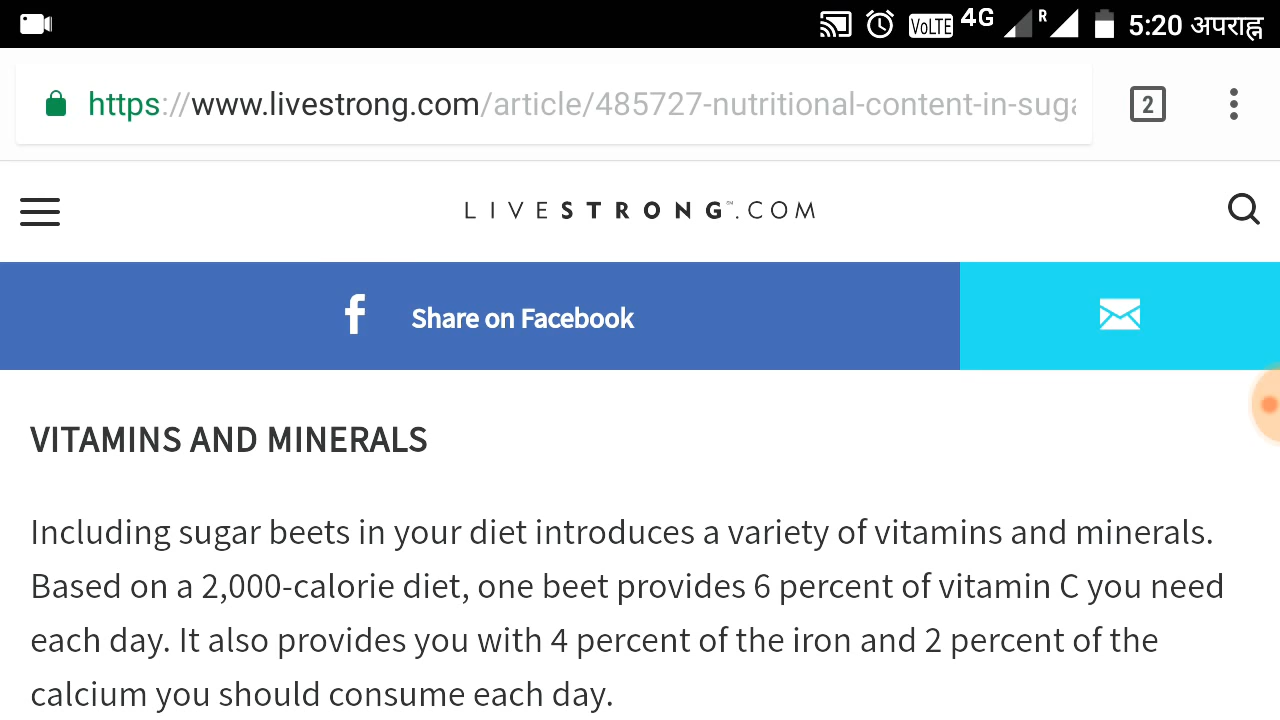 VoLTE 4G R 5:20 अपराह्न
https://www.livestrong.com/article/485727-nutritional-content-in-suga
2
LIVESTRONG™.COM
f Share on Facebook
VITAMINS AND MINERALS
Including sugar beets in your diet introduces a variety of vitamins and minerals.
Based on a 2,000-calorie diet, one beet provides 6 percent of vitamin C you need
each day. It also provides you with 4 percent of the iron and 2 percent of the
calcium you should consume each day.